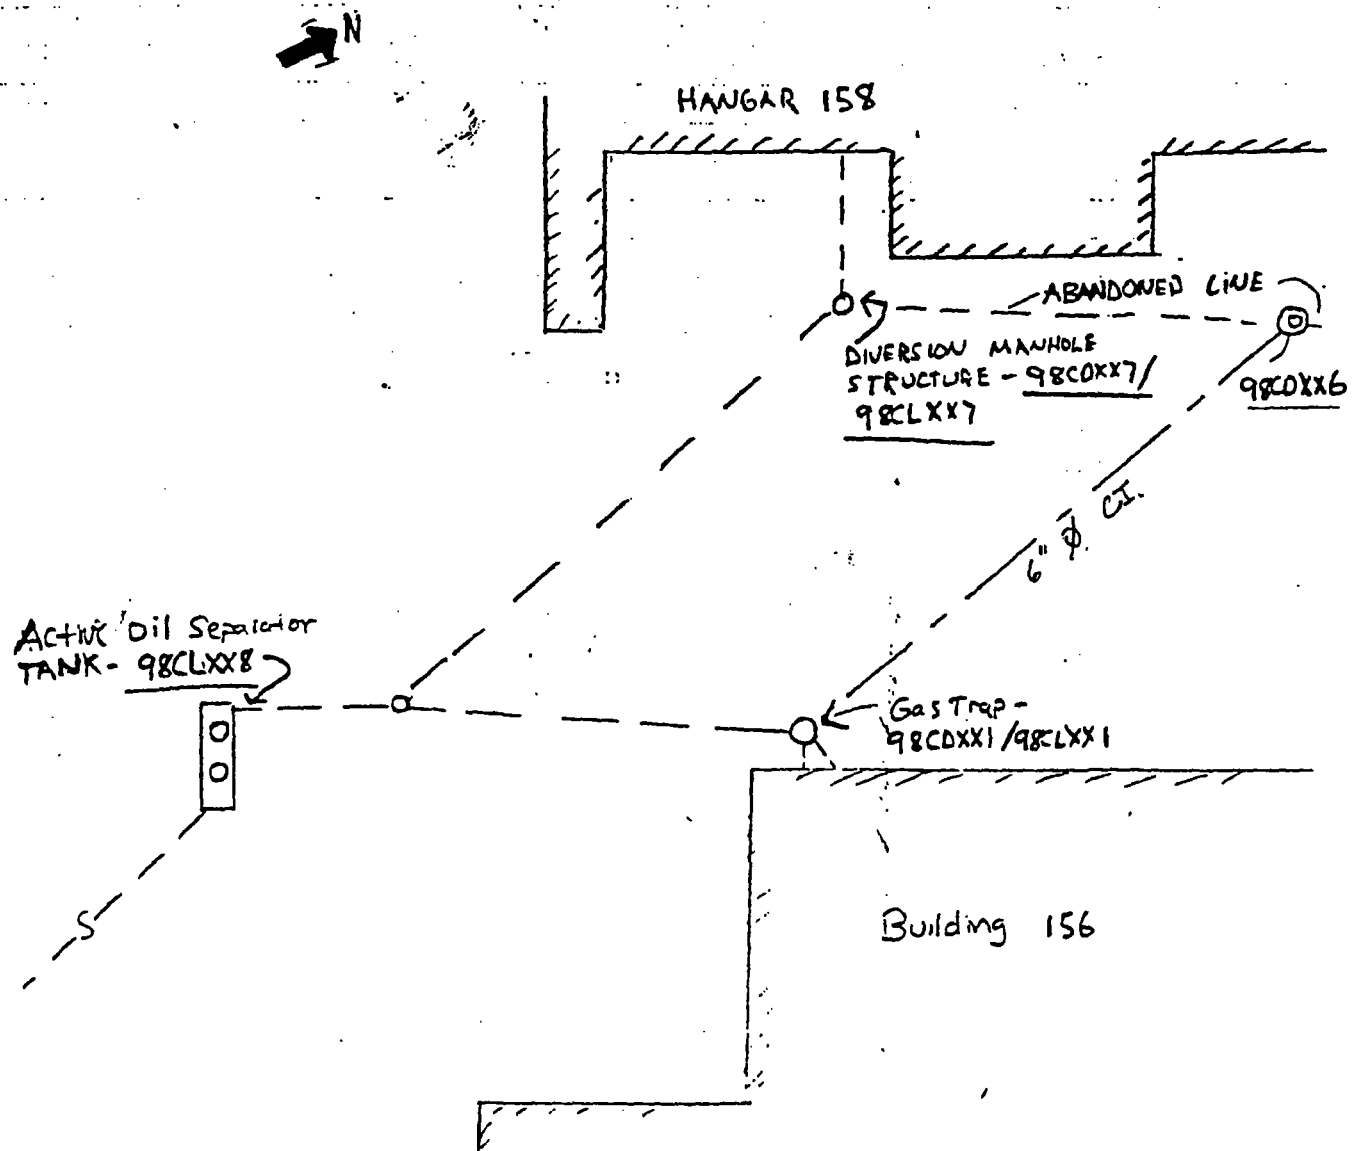 N
HANGAR 158
ABANDONED LINE
DIVERSION MANHOLE
STRUCTURE - 98CDXX7/
98CLXX7
98CDXX6
6" Φ. CI.
Active Oil Separator
TANK - 98CLXX8
Gas Trap -
98CDXX1/98CLXX1
S
Building 156